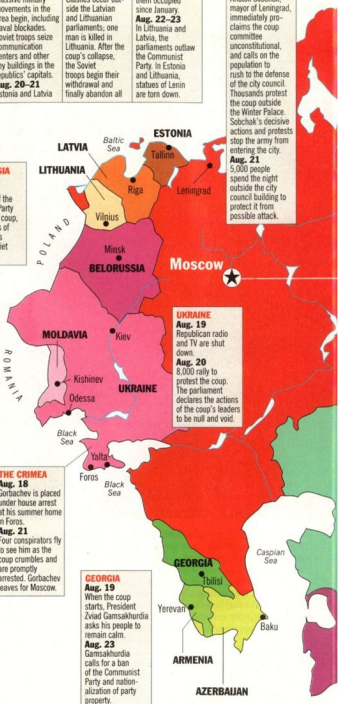 massive military
movements in the
area begin, including
naval blockades.
Soviet troops seize
communication
centers and other
key buildings in the
republics' capitals.
Aug. 20–21
Estonia and Latvia
side the Latvian
and Lithuanian
parliaments; one
man is killed in
Lithuania. After the
coup's collapse,
the Soviet
troops begin their
withdrawal and
finally abandon all
them occupied
since January.
Aug. 22–23
In Lithuania and
Latvia, the
parliaments outlaw
the Communist
Party. In Estonia
and Lithuania,
statues of Lenin
are torn down.
mayor of Leningrad,
immediately pro-
claims the coup
committee
unconstitutional,
and calls on the
population to
rush to the defense
of the city council.
Thousands protest
the coup outside
the Winter Palace.
Sobchak's decisive
actions and protests
stop the army from
entering the city.
Aug. 21
5,000 people
spend the night
outside the city
council building to
protect it from
possible attack.
ESTONIA
Baltic
Sea
Tallinn
LATVIA
LITHUANIA
Riga
Leningrad
Vilnius
POLAND
Minsk
BELORUSSIA
Moscow
UKRAINE
Aug. 19
Republican radio
and TV are shut
down.
Aug. 20
8,000 rally to
protest the coup.
The parliament
declares the actions
of the coup's leaders
to be null and void.
MOLDAVIA
Kiev
ROMANIA
Kishinev
Odessa
UKRAINE
Black
Sea
Yalta
Foros
Black
Sea
THE CRIMEA
Aug. 18
Gorbachev is placed
under house arrest
at his summer home
in Foros.
Aug. 21
Four conspirators fly
to see him as the
coup crumbles and
are promptly
arrested. Gorbachev
leaves for Moscow.
GEORGIA
Tbilisi
Caspian
Sea
Yerevan
Baku
ARMENIA
AZERBAIJAN
GEORGIA
Aug. 19
When the coup
starts, President
Zviad Gamsakhurdia
asks his people to
remain calm.
Aug. 23
Gamsakhurdia
calls for a ban
of the Communist
Party and nation-
alization of party
property.